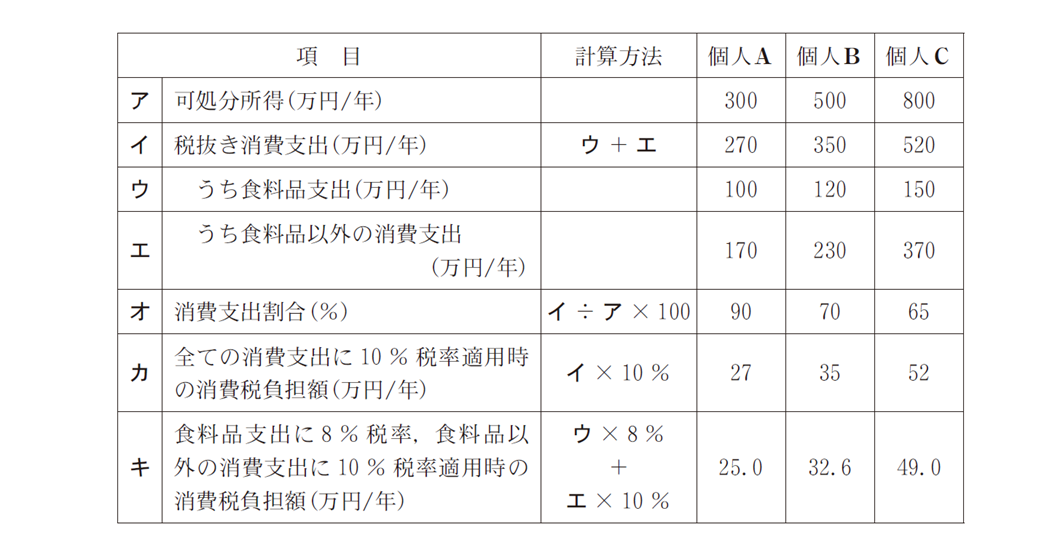 項　目 計算方法 個人A 個人B 個人C
ア 可処分所得(万円/年) 300 500 800
イ 税抜き消費支出(万円/年) ウ + エ 270 350 520
ウ うち食料品支出(万円/年) 100 120 150
エ うち食料品以外の消費支出
(万円/年) 170 230 370
オ 消費支出割合(%) イ ÷ ア × 100 90 70 65
カ 全ての消費支出に 10 % 税率適用時
の消費税負担額(万円/年) イ × 10 % 27 35 52
キ 食料品支出に 8 % 税率，食料品以 ウ × 8 %
外の消費支出に 10 % 税率適用時の + 25.0 32.6 49.0
消費税負担額(万円/年) エ × 10 %